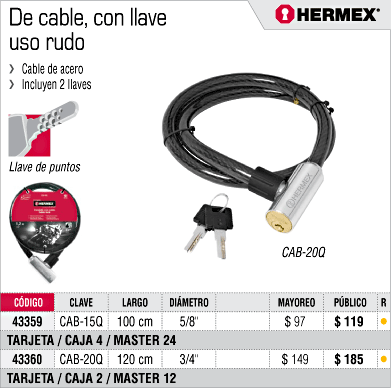 De cable, con llave
uso rudo
HERMEX®
› Cable de acero
› Incluyen 2 llaves
Llave de puntos
HERMEX
HERMEX
CAB-20Q
CÓDIGO CLAVE LARGO DIÁMETRO MAYOREO PÚBLICO R
43359 CAB-15Q 100 cm 5/8" $ 97 $ 119
TARJETA / CAJA 4 / MASTER 24
43360 CAB-20Q 120 cm 3/4" $ 149 $ 185
TARJETA / CAJA 2 / MASTER 12